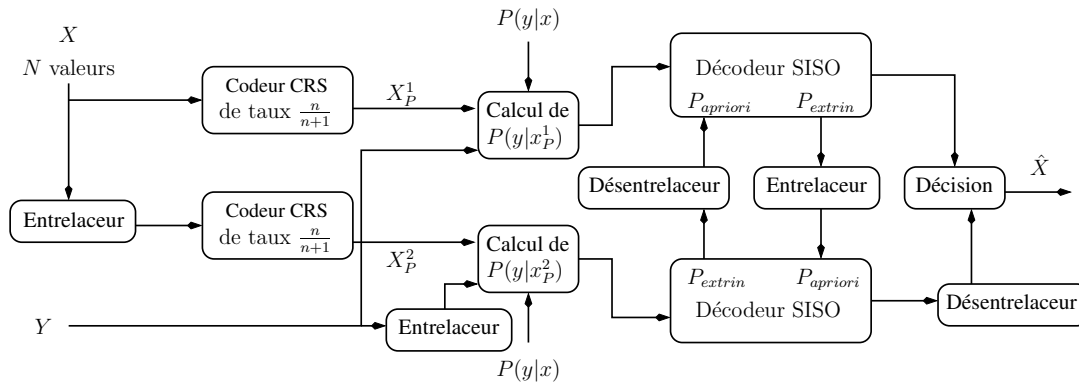 X
N valeurs
Codeur CRS
de taux n/(n+1)
X_P^1
P(y|x)
Calcul de
P(y|x_P^1)
Décodeur SISO
P_apriori
P_extrin
Entrelaceur
Codeur CRS
de taux n/(n+1)
X_P^2
Calcul de
P(y|x_P^2)
Désentrelaceur
Entrelaceur
Décision
X̂
P_extrin
P_apriori
Décodeur SISO
Désentrelaceur
Y
Entrelaceur
P(y|x)